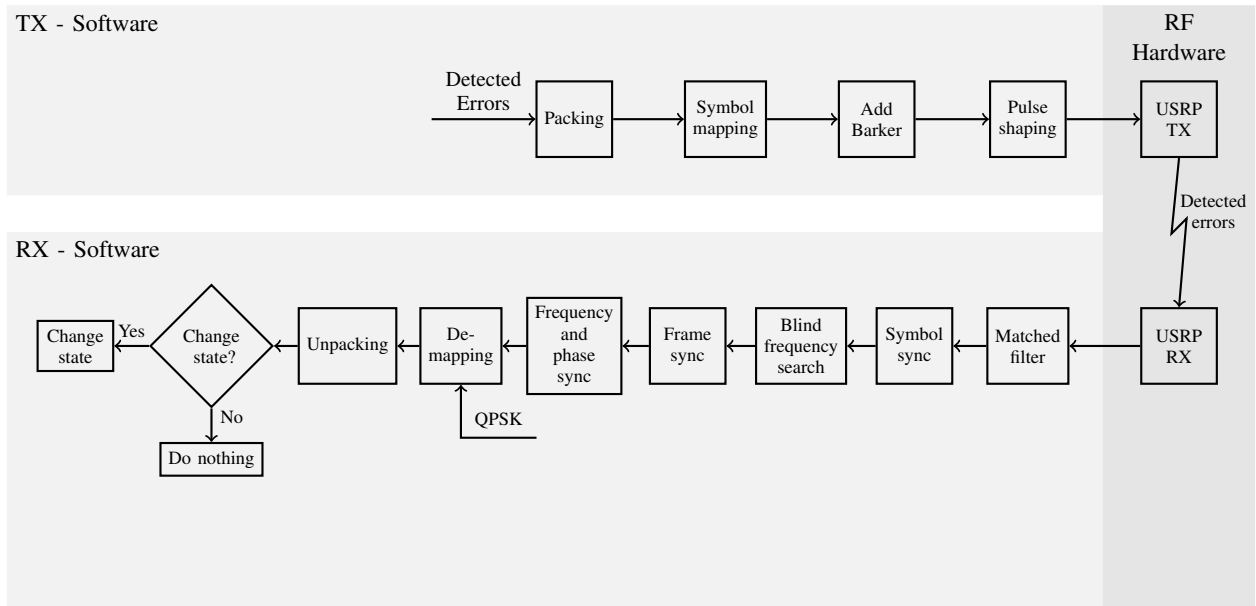 TX - Software
RF
Hardware
Detected
Errors
Packing
Symbol
mapping
Add
Barker
Pulse
shaping
USRP
TX
Detected
errors
RX - Software
Change
state
Yes
Change
state?
No
Do nothing
Unpacking
De-
mapping
QPSK
Frequency
and
phase
sync
Frame
sync
Blind
frequency
search
Symbol
sync
Matched
filter
USRP
RX